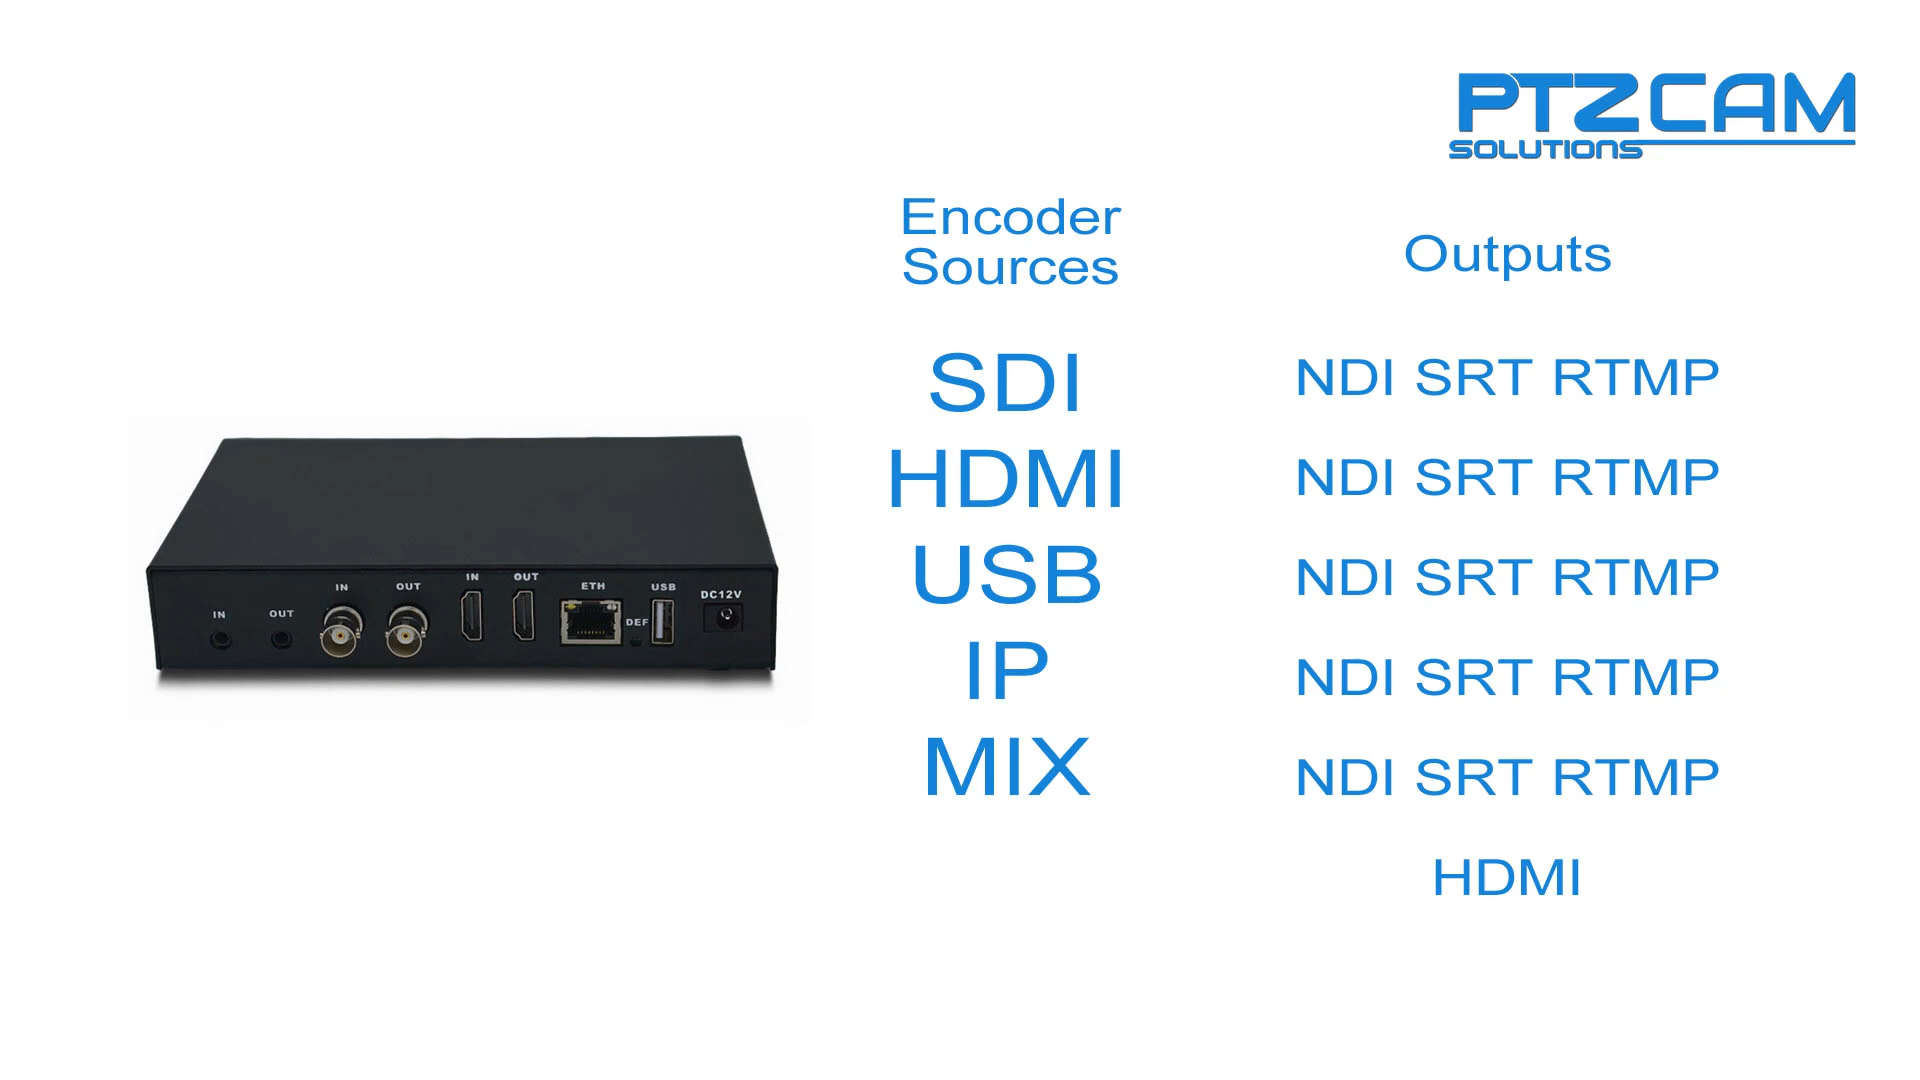 PTZCAM
SOLUTIONS
Encoder
Sources
Outputs
SDI
NDI SRT RTMP
HDMI
NDI SRT RTMP
USB
NDI SRT RTMP
IP
NDI SRT RTMP
MIX
NDI SRT RTMP
HDMI
IN
OUT
IN
OUT
IN
OUT
ETH
DEF
USB
DC12V